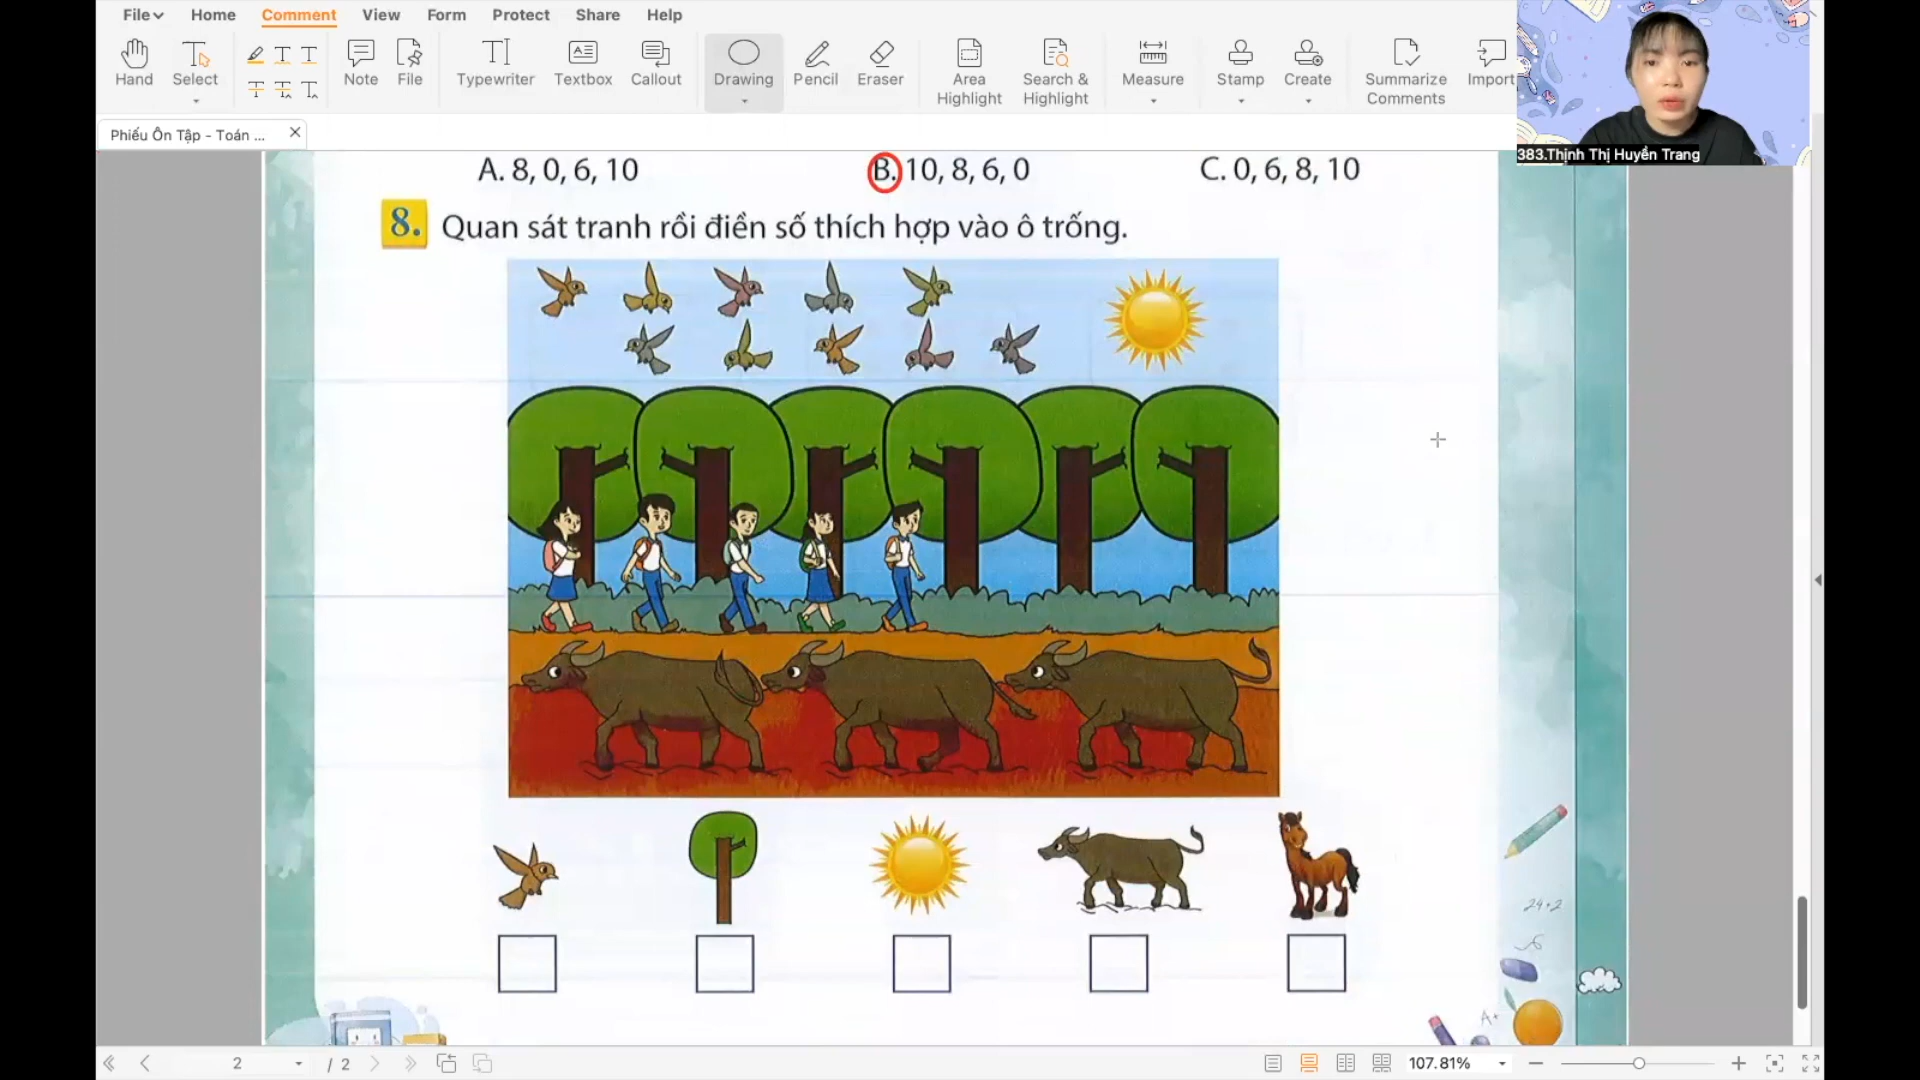 File Home Comment View Form Protect Share Help
Hand Select Note File Typewriter Textbox Callout Drawing Pencil Eraser Area Highlight Search & Highlight Measure Stamp Create Summarize Comments Import
383.Thịnh Thị Huyền Trang
Phiếu Ôn Tập - Toán ...
A. 8, 0, 6, 10 B. 10, 8, 6, 0 C. 0, 6, 8, 10
8. Quan sát tranh rồi điền số thích hợp vào ô trống.
24+2
A+
2 / 2 107.81%